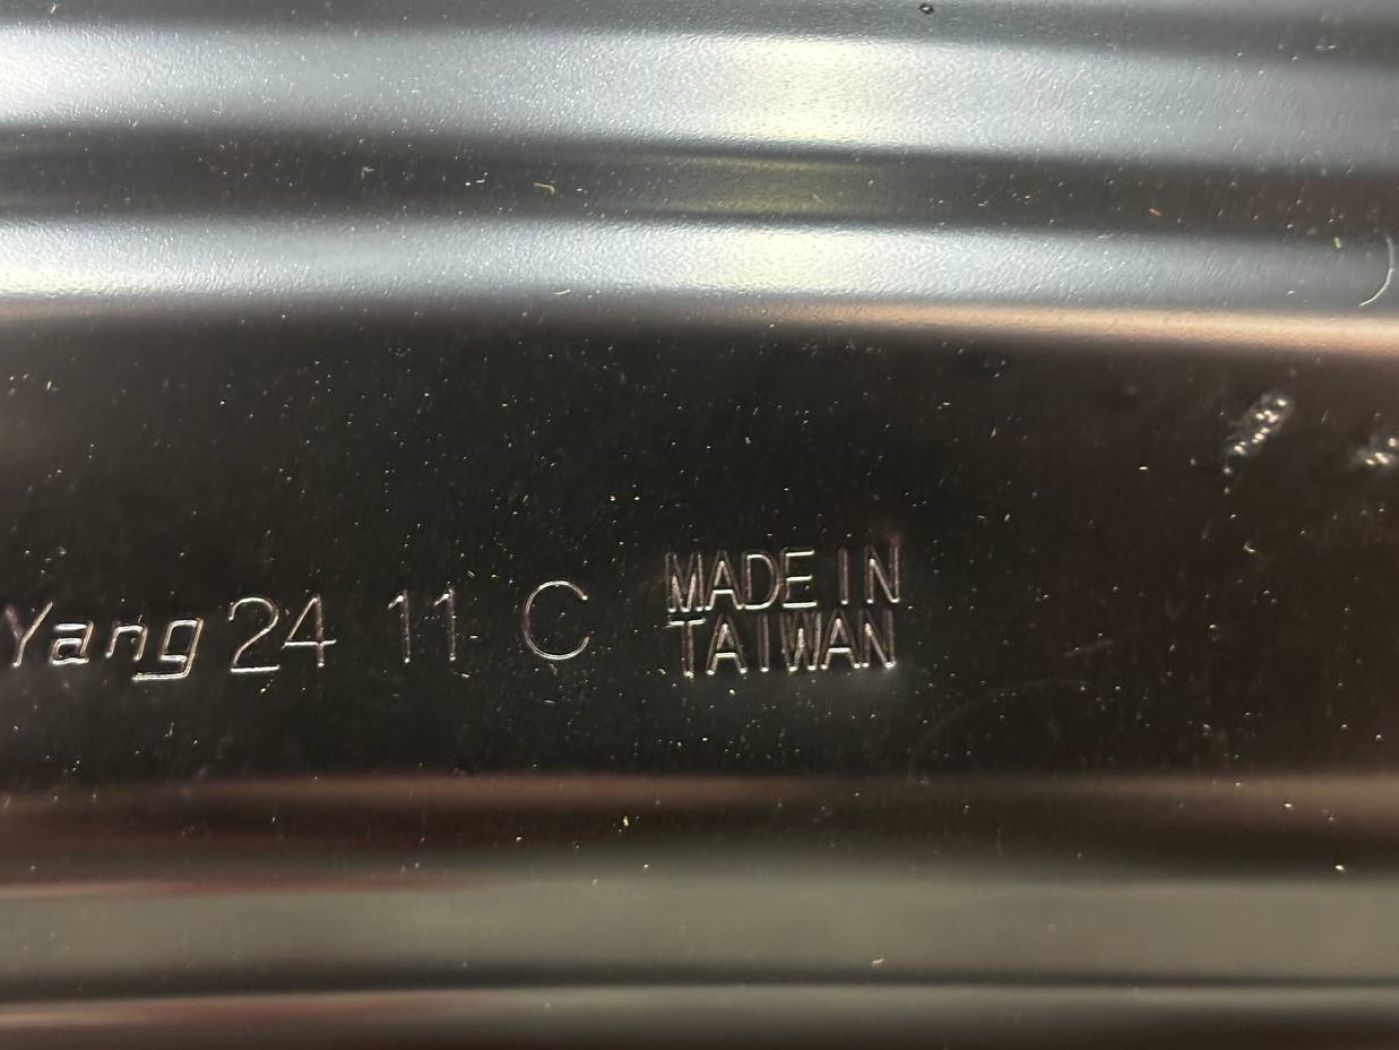 Yang 24 11 C
MADE IN
TAIWAN